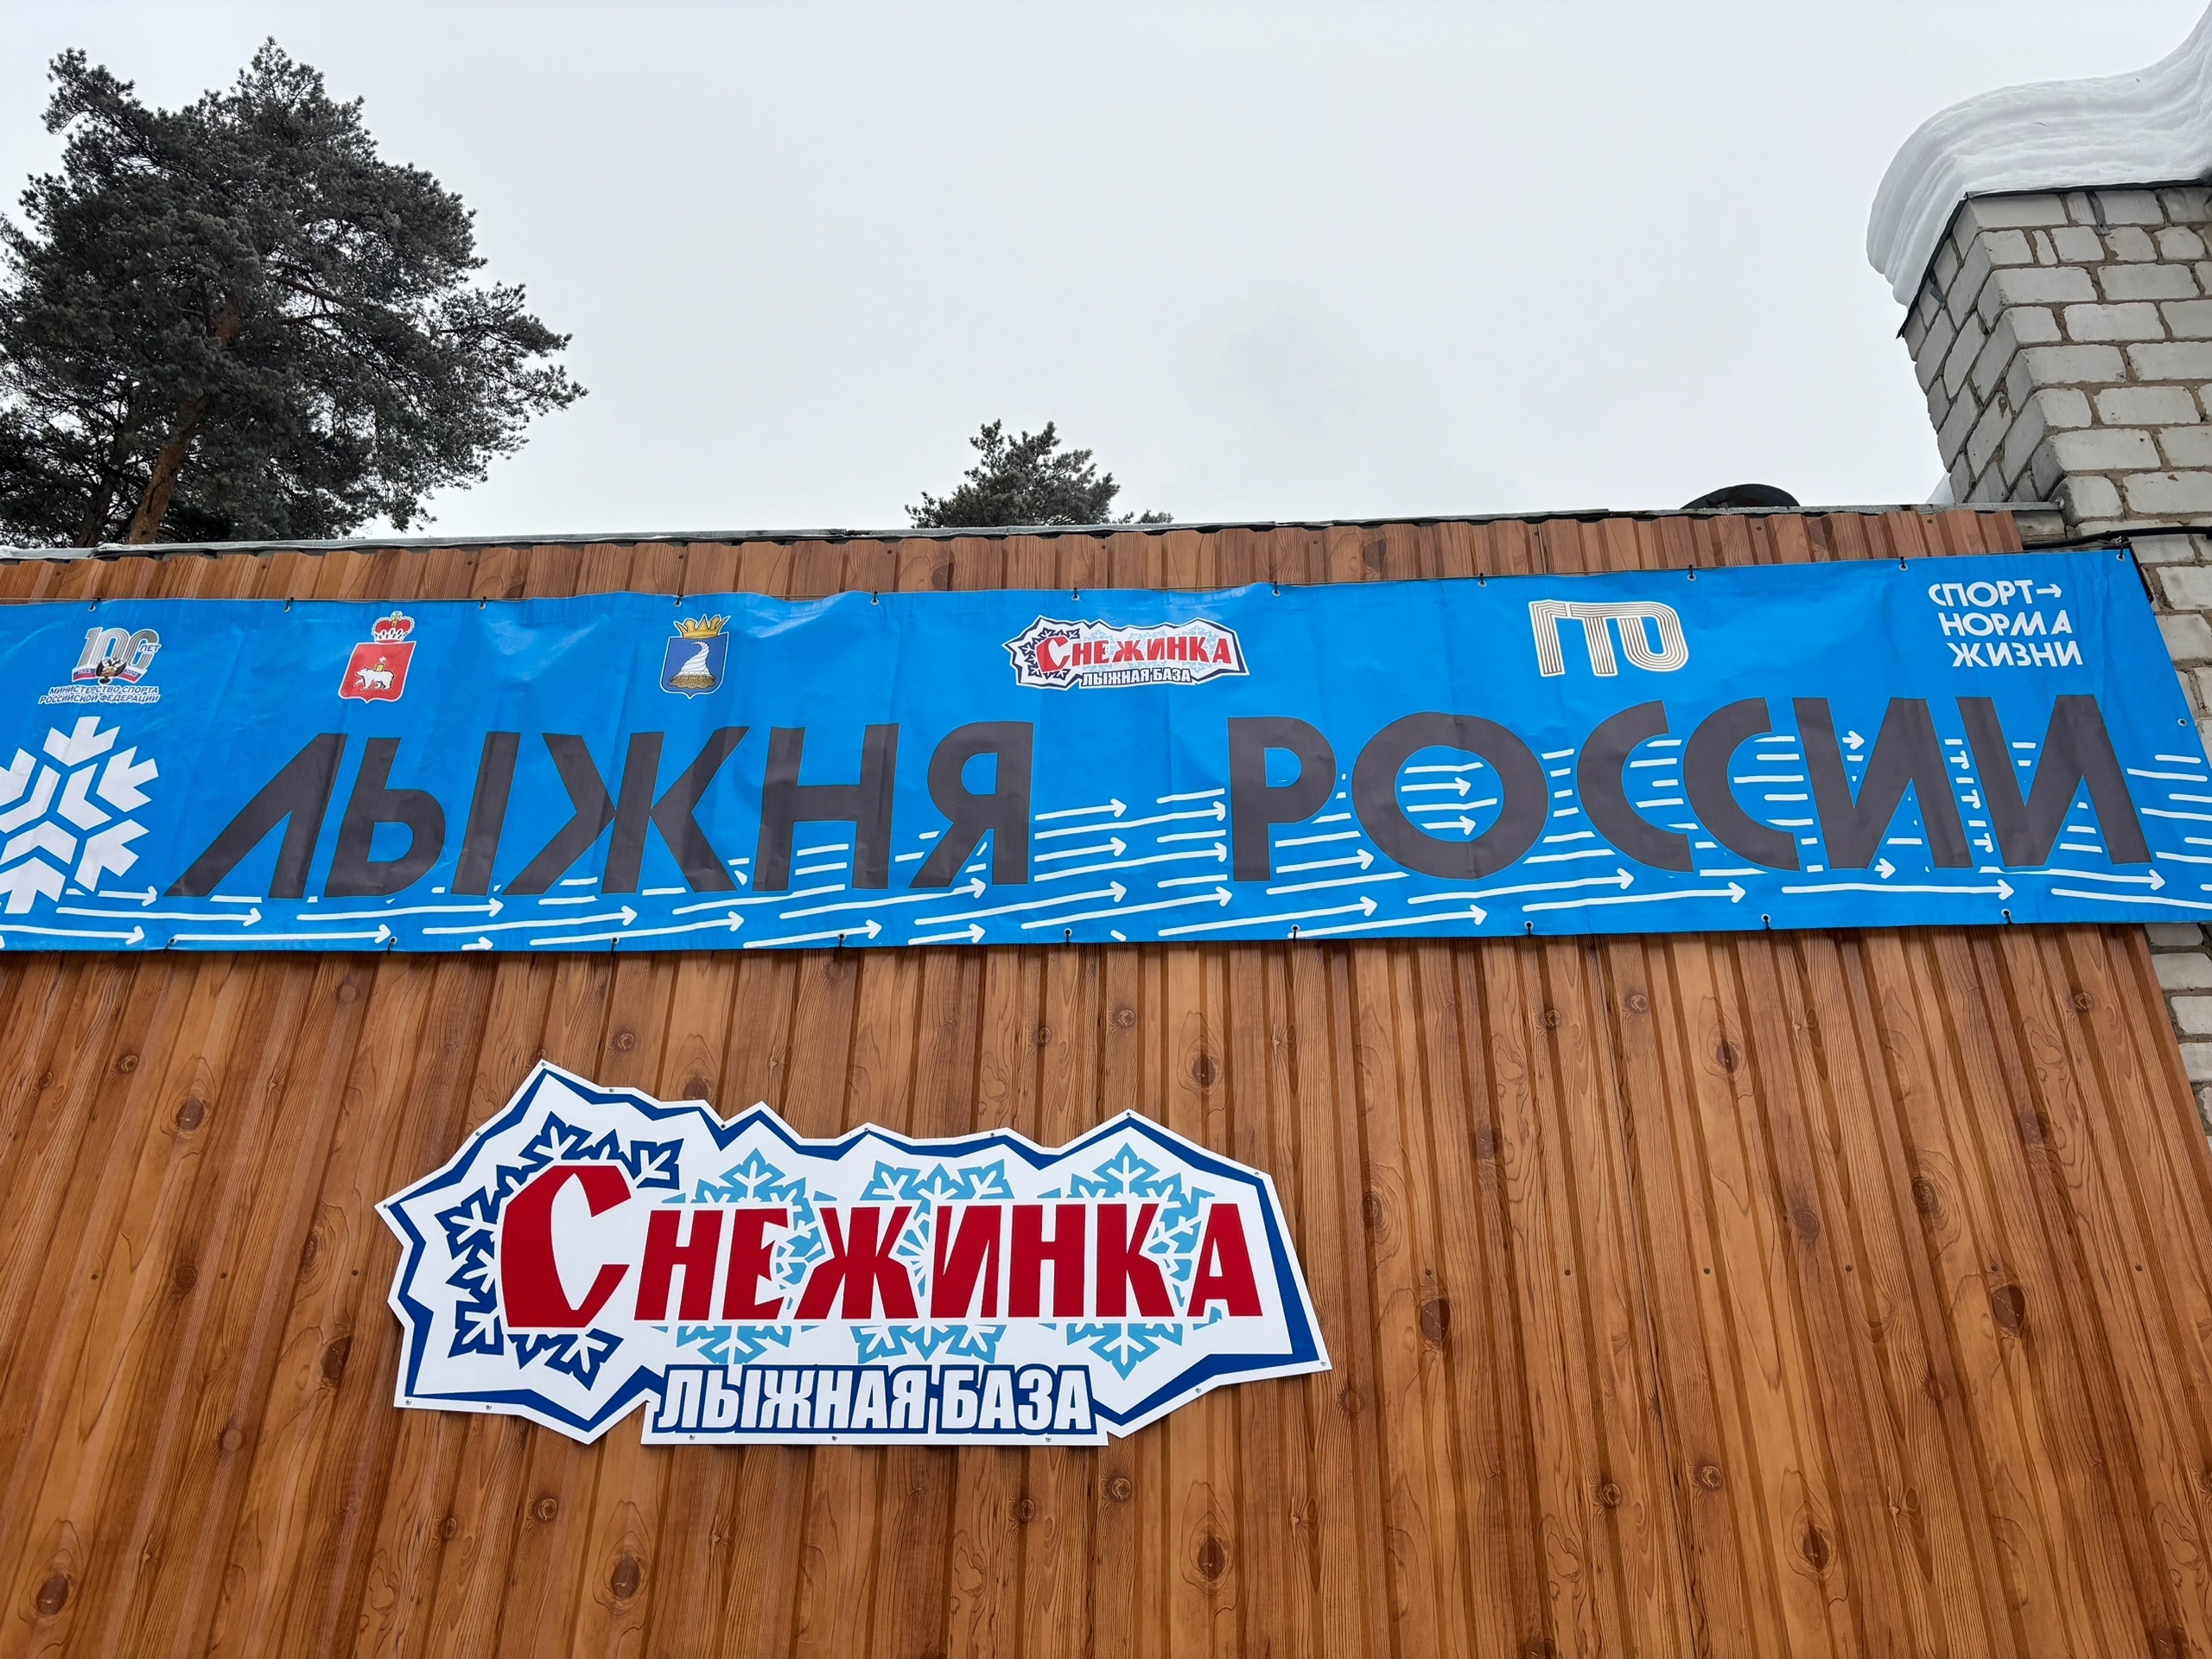 100 ЛЕТ
МИНИСТЕРСТВО СПОРТА
РОССИЙСКОЙ ФЕДЕРАЦИИ
СНЕЖИНКА
ЛЫЖНАЯ БАЗА
ГТО
СПОРТ→
НОРМА
ЖИЗНИ
ЛЫЖНЯ РОССИИ
СНЕЖИНКА
ЛЫЖНАЯ БАЗА